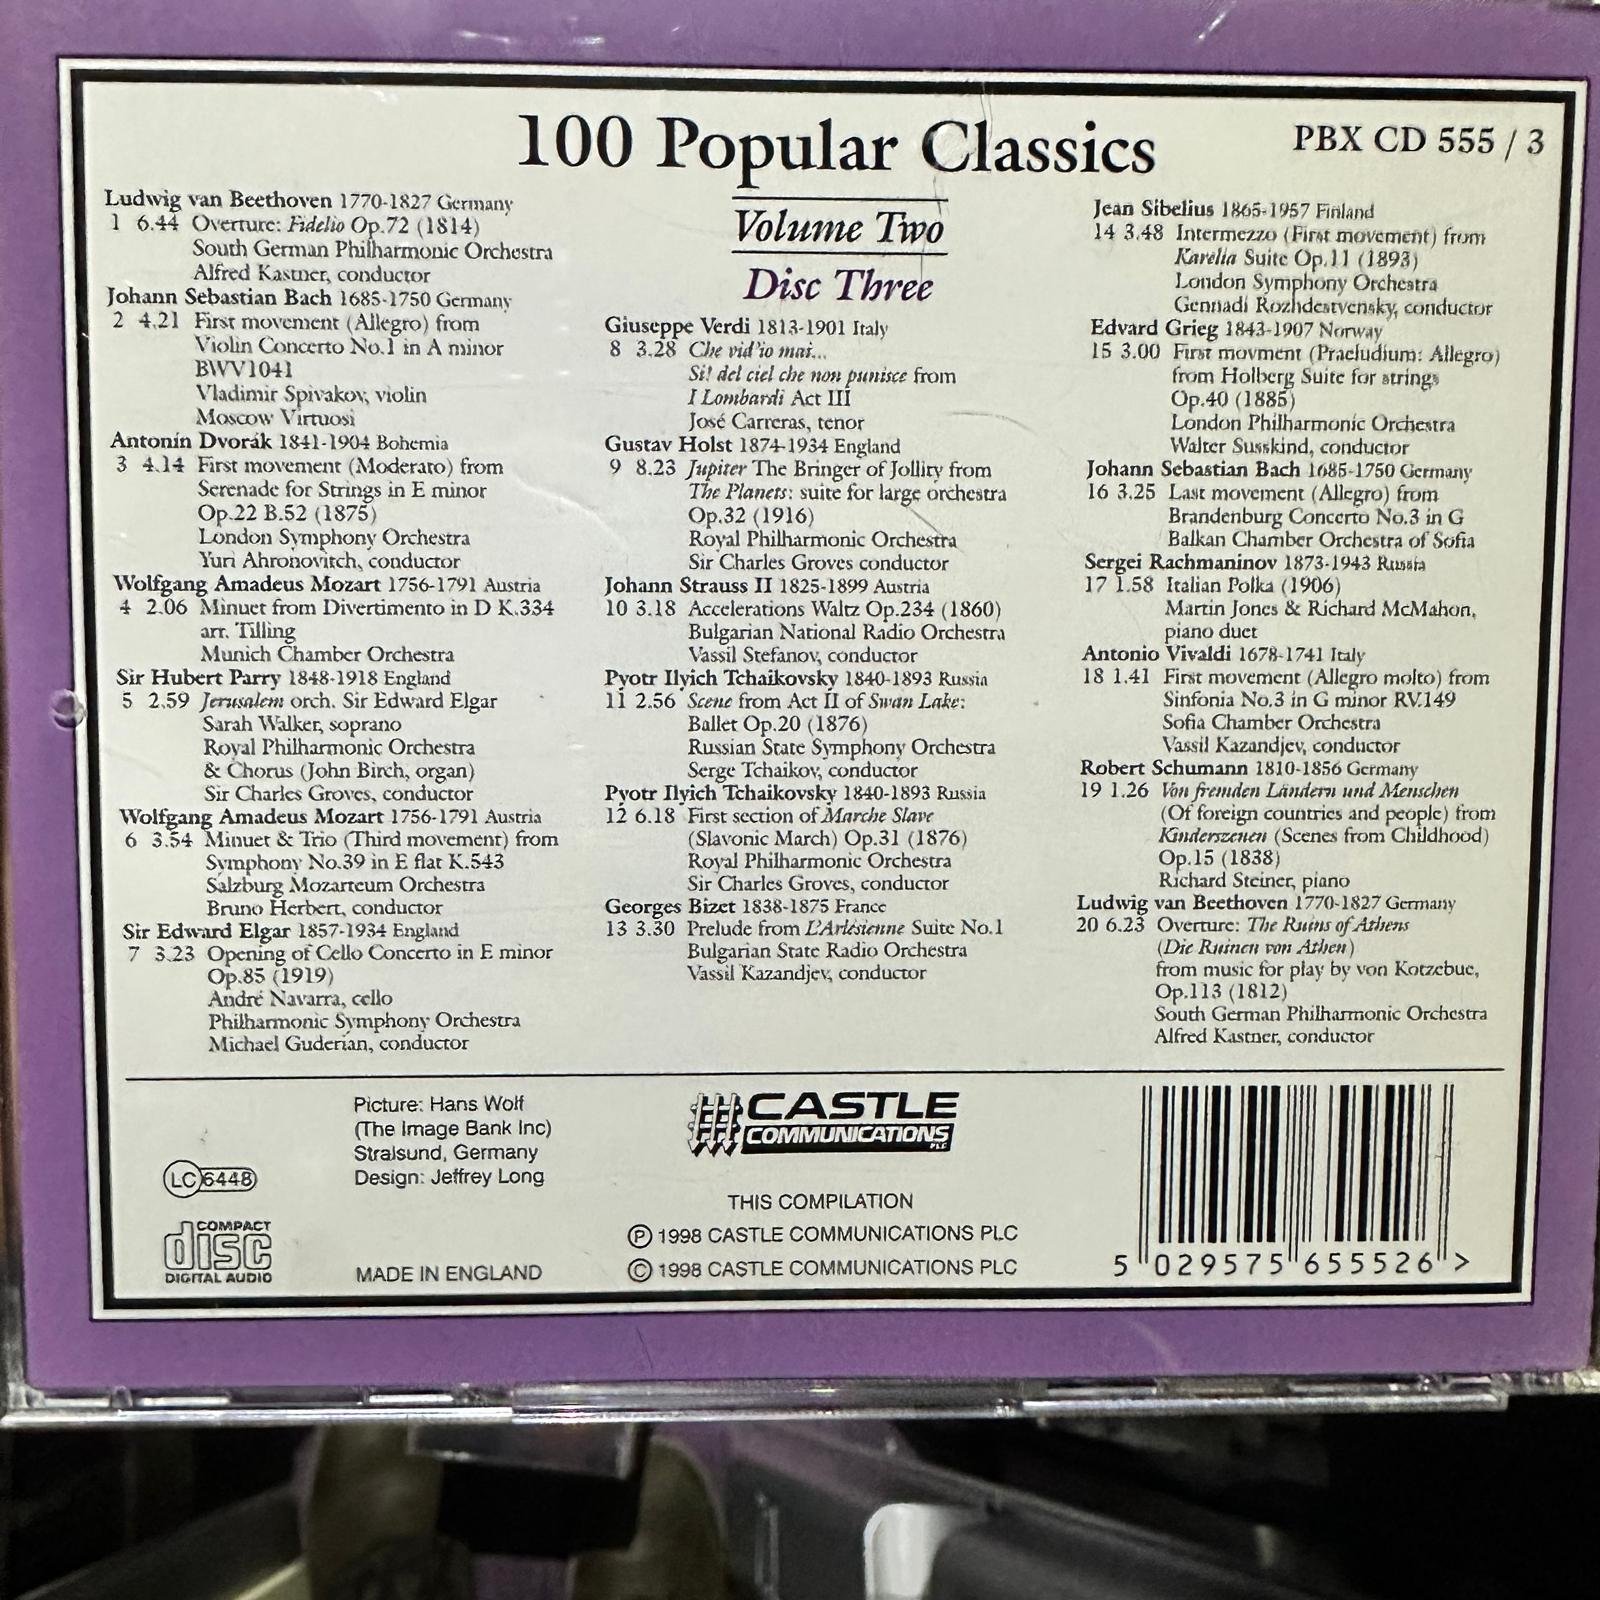 100 Popular Classics
PBX CD 555 / 3
Volume Two
Disc Three
Ludwig van Beethoven 1770-1827 Germany
1 6.44 Overture: Fidelio Op.72 (1814)
South German Philharmonic Orchestra
Alfred Kastner, conductor
Johann Sebastian Bach 1685-1750 Germany
2 4.21 First movement (Allegro) from
Violin Concerto No.1 in A minor
BWV1041
Vladimir Spivakov, violin
Moscow Virtuosi
Antonín Dvorák 1841-1904 Bohemia
3 4.14 First movement (Moderato) from
Serenade for Strings in E minor
Op.22 B.52 (1875)
London Symphony Orchestra
Yuri Ahronovitch, conductor
Wolfgang Amadeus Mozart 1756-1791 Austria
4 2.06 Minuet from Divertimento in D K.334
arr. Tilling
Munich Chamber Orchestra
Sir Hubert Parry 1848-1918 England
5 2.59 Jerusalem orch. Sir Edward Elgar
Sarah Walker, soprano
Royal Philharmonic Orchestra
& Chorus (John Birch, organ)
Sir Charles Groves, conductor
Wolfgang Amadeus Mozart 1756-1791 Austria
6 3.54 Minuet & Trio (Third movement) from
Symphony No.39 in E flat K.543
Salzburg Mozarteum Orchestra
Bruno Herbert, conductor
Sir Edward Elgar 1857-1934 England
7 3.23 Opening of Cello Concerto in E minor
Op.85 (1919)
André Navarra, cello
Philharmonic Symphony Orchestra
Michael Guderian, conductor
Giuseppe Verdi 1813-1901 Italy
8 3.28 Che vid'io mai...
Si! del ciel che non punisce from
I Lombardi Act III
José Carreras, tenor
Gustav Holst 1874-1934 England
9 8.23 Jupiter The Bringer of Jollity from
The Planets: suite for large orchestra
Op.32 (1916)
Royal Philharmonic Orchestra
Sir Charles Groves conductor
Johann Strauss II 1825-1899 Austria
10 3.18 Accelerations Waltz Op.234 (1860)
Bulgarian National Radio Orchestra
Vassil Stefanov, conductor
Pyotr Ilyich Tchaikovsky 1840-1893 Russia
11 2.56 Scene from Act II of Swan Lake:
Ballet Op.20 (1876)
Russian State Symphony Orchestra
Serge Tchaikov, conductor
Pyotr Ilyich Tchaikovsky 1840-1893 Russia
12 6.18 First section of Marche Slave
(Slavonic March) Op.31 (1876)
Royal Philharmonic Orchestra
Sir Charles Groves, conductor
Georges Bizet 1838-1875 France
13 3.30 Prelude from L'Arlésienne Suite No.1
Bulgarian State Radio Orchestra
Vassil Kazandjev, conductor
Jean Sibelius 1865-1957 Finland
14 3.48 Intermezzo (First movement) from
Karelia Suite Op.11 (1893)
London Symphony Orchestra
Gennadi Rozhdestvensky, conductor
Edvard Grieg 1843-1907 Norway
15 3.00 First movment (Praeludium: Allegro)
from Holberg Suite for strings
Op.40 (1885)
London Philharmonic Orchestra
Walter Susskind, conductor
Johann Sebastian Bach 1685-1750 Germany
16 3.25 Last movement (Allegro) from
Brandenburg Concerto No.3 in G
Balkan Chamber Orchestra of Sofia
Sergei Rachmaninov 1873-1943 Russia
17 1.58 Italian Polka (1906)
Martin Jones & Richard McMahon,
piano duet
Antonio Vivaldi 1678-1741 Italy
18 1.41 First movement (Allegro molto) from
Sinfonia No.3 in G minor RV.149
Sofia Chamber Orchestra
Vassil Kazandjev, conductor
Robert Schumann 1810-1856 Germany
19 1.26 Von fremden Ländern und Menschen
(Of foreign countries and people) from
Kinderszenen (Scenes from Childhood)
Op.15 (1838)
Richard Steiner, piano
Ludwig van Beethoven 1770-1827 Germany
20 6.23 Overture: The Ruins of Athens
(Die Ruinen von Athen)
from music for play by von Kotzebue,
Op.113 (1812)
South German Philharmonic Orchestra
Alfred Kastner, conductor
LC 6448
COMPACT
disc
DIGITAL AUDIO
Picture: Hans Wolf
(The Image Bank Inc)
Stralsund, Germany
Design: Jeffrey Long
MADE IN ENGLAND
CASTLE
COMMUNICATIONS
PLC
THIS COMPILATION
Ⓟ 1998 CASTLE COMMUNICATIONS PLC
© 1998 CASTLE COMMUNICATIONS PLC
5 029575 655526 >